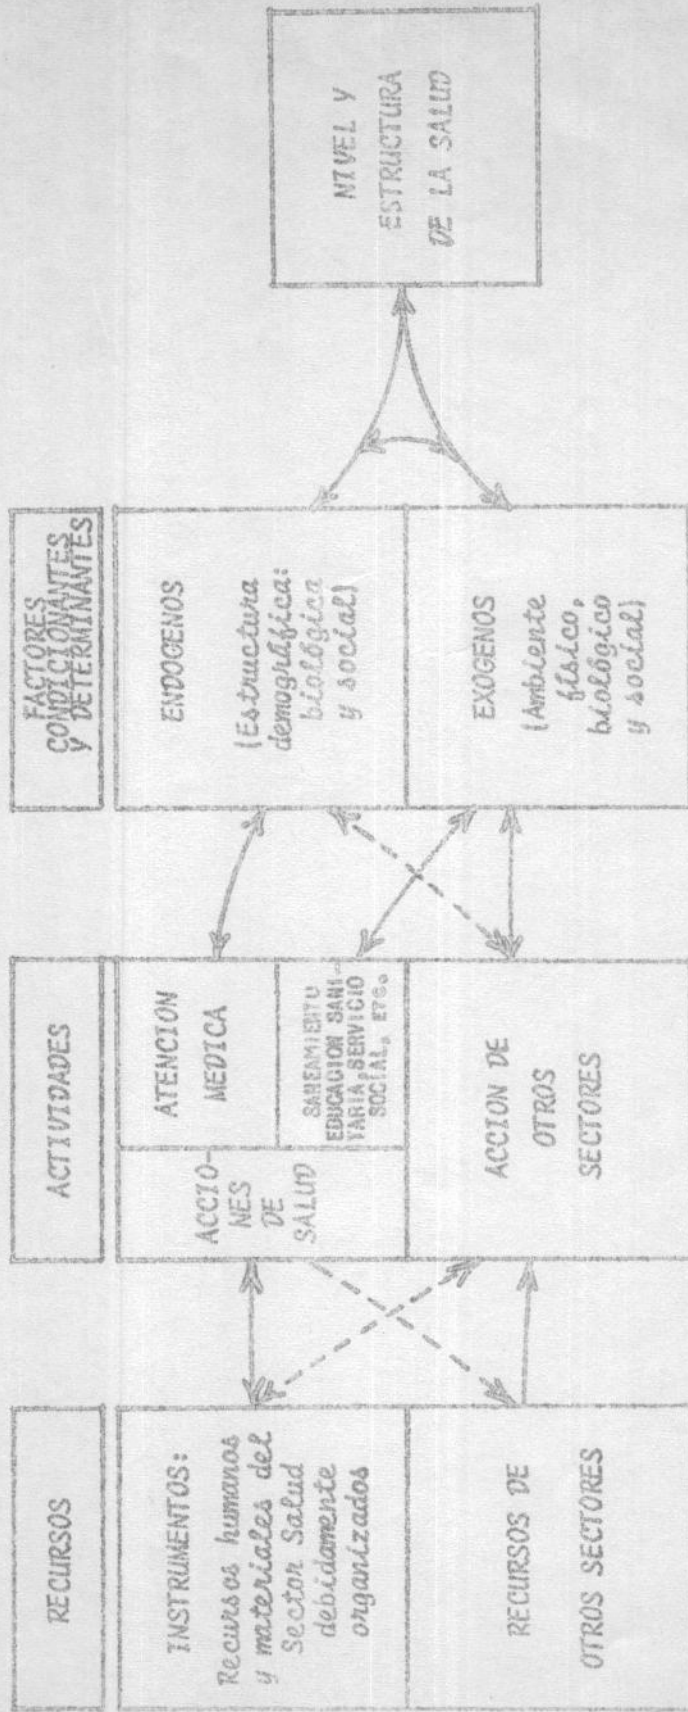 RECURSOS
INSTRUMENTOS:
Recursos humanos
y materiales del
Sector Salud
debidamente
organizados
RECURSOS DE
OTROS SECTORES
ACTIVIDADES
ACCIO-
NES
DE
SALUD
ATENCION
MEDICA
SANEAMIENTO
EDUCACION SANI-
TARIA, SERVICIO
SOCIAL, ETC.
ACCION DE
OTROS
SECTORES
FACTORES
CONDICIONANTES
Y DETERMINANTES
ENDOGENOS
(Estructura
demográfica:
biológica
y social)
EXOGENOS
(Ambiente
físico,
biológico
y social)
NIVEL Y
ESTRUCTURA
DE LA SALUD